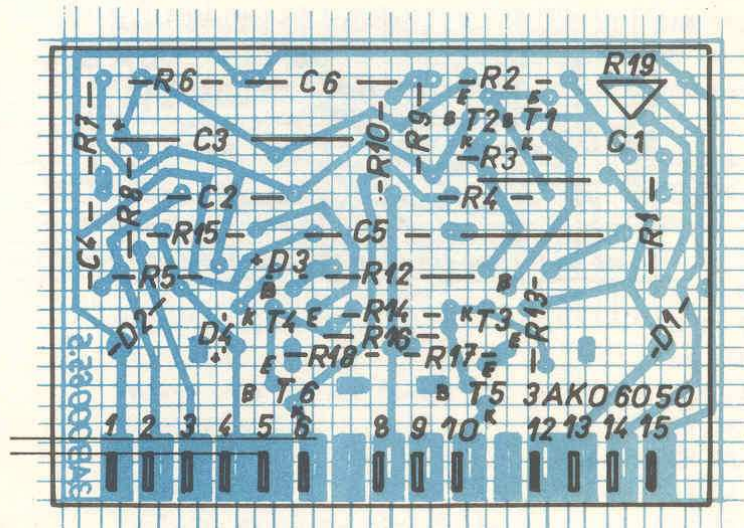 R6 C6 R2 R19
R7 C3 R10 R9 T2 T1 C1
E E B B K K
R3
R8 C2 R4
C4 R15 C5 R1
R5 D3 R12 B
B R14 R13
D2 D4 K T4 E R16 K T3 E D1
R18 R17
E E
B T6 K B T5 K 3AK06050
1 2 3 4 5 6 8 9 10 12 13 14 15